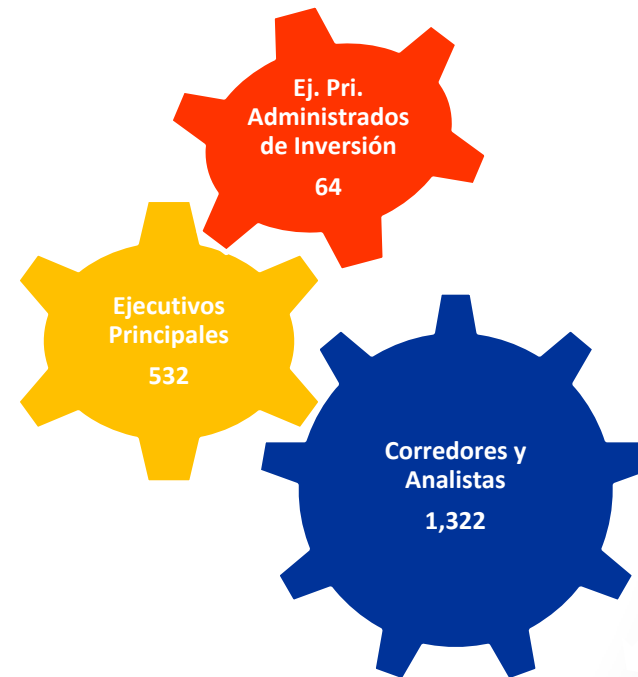 Ej. Pri.
Administrados
de Inversión
64
Ejecutivos
Principales
532
Corredores y
Analistas
1,322